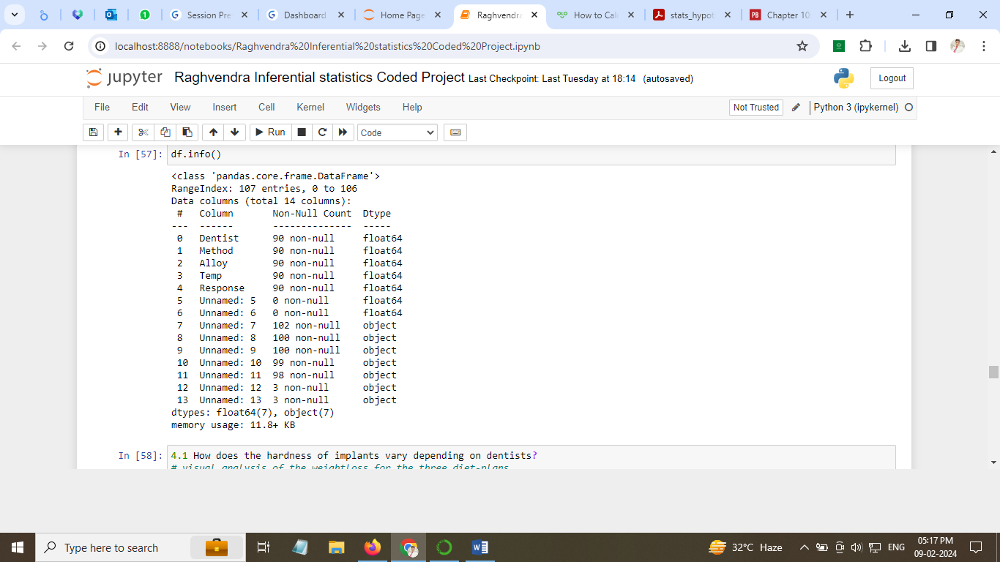 Session Pre
Dashboard
Home Page
Raghvendra
How to Cal
stats_hypot
Chapter 10
localhost:8888/notebooks/Raghvendra%20Inferential%20statistics%20Coded%20Project.ipynb
jupyter Raghvendra Inferential statistics Coded Project Last Checkpoint: Last Tuesday at 18:14 (autosaved)
Logout
File Edit View Insert Cell Kernel Widgets Help
Not Trusted
Python 3 (ipykernel)
Run
Code
In [57]: df.info()
<class 'pandas.core.frame.DataFrame'>
RangeIndex: 107 entries, 0 to 106
Data columns (total 14 columns):
# Column Non-Null Count Dtype
--- ------ -------------- -----
0 Dentist 90 non-null float64
1 Method 90 non-null float64
2 Alloy 90 non-null float64
3 Temp 90 non-null float64
4 Response 90 non-null float64
5 Unnamed: 5 0 non-null float64
6 Unnamed: 6 0 non-null float64
7 Unnamed: 7 102 non-null object
8 Unnamed: 8 100 non-null object
9 Unnamed: 9 100 non-null object
10 Unnamed: 10 99 non-null object
11 Unnamed: 11 98 non-null object
12 Unnamed: 12 3 non-null object
13 Unnamed: 13 3 non-null object
dtypes: float64(7), object(7)
memory usage: 11.8+ KB
In [58]: 4.1 How does the hardness of implants vary depending on dentists?
# visual analysis of the weightloss for the three diet-plans
Type here to search
32°C Haze
ENG
05:17 PM
09-02-2024